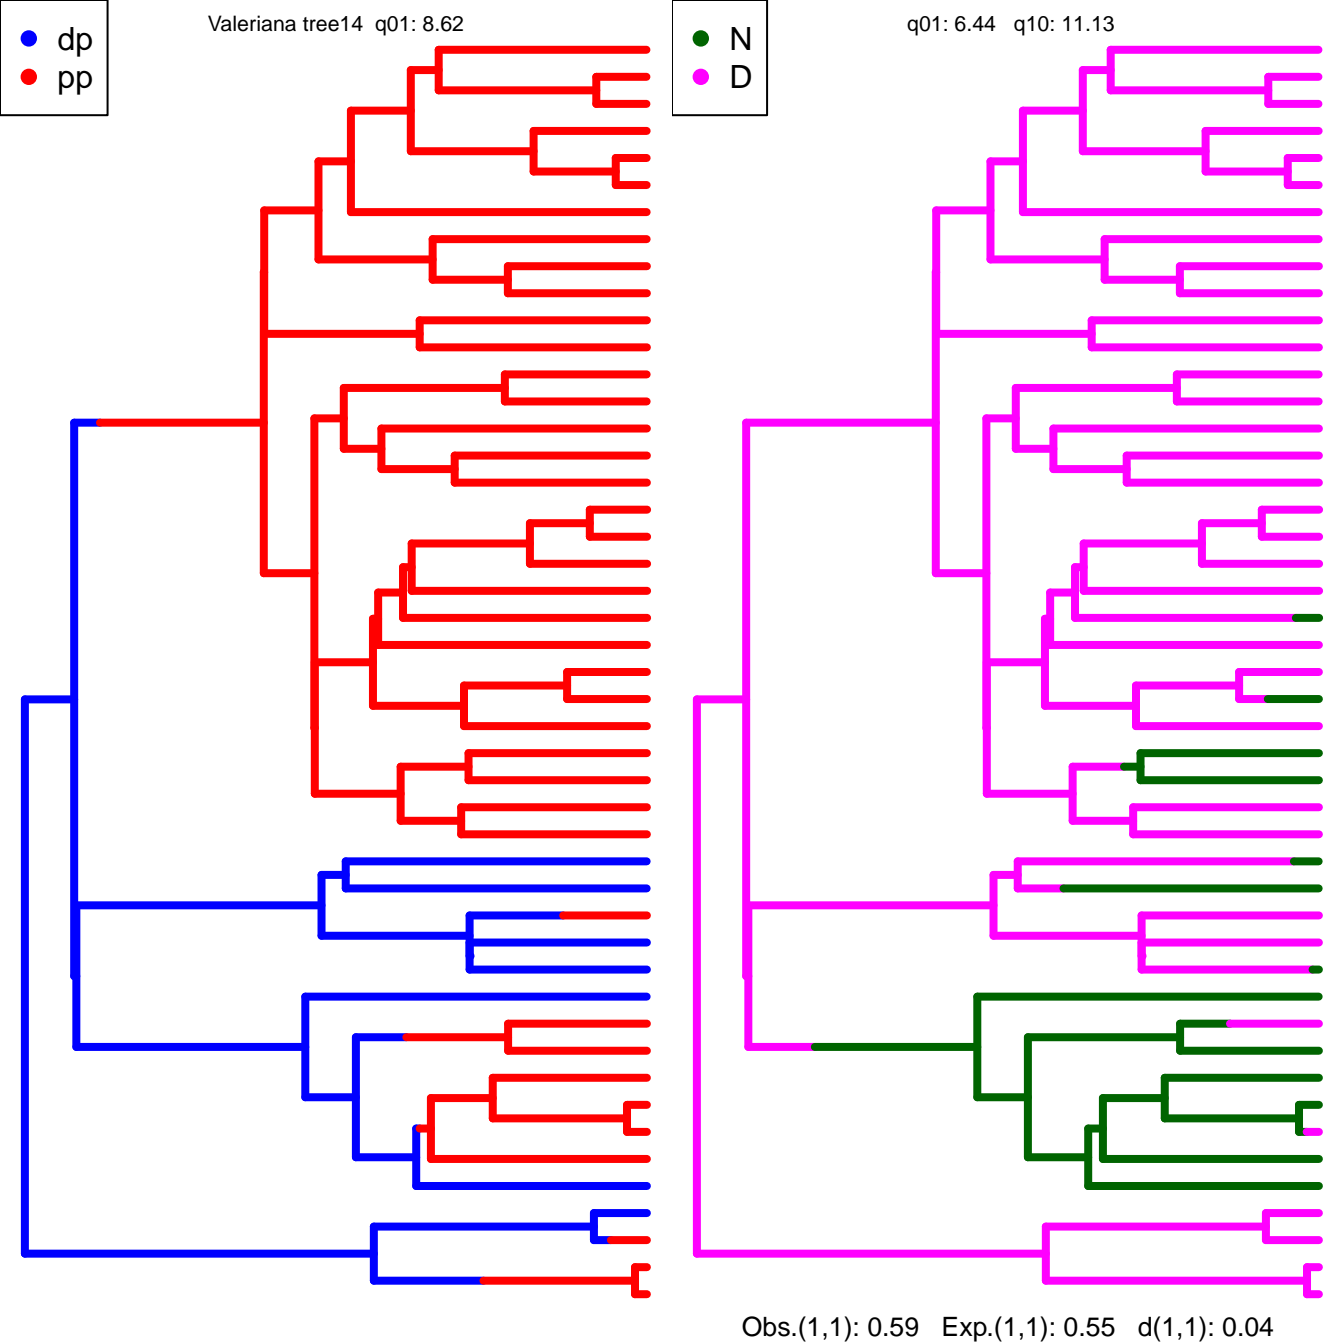 Valeriana tree14  q01: 8.62
dp
pp
q01: 6.44   q10: 11.13
N
D
Obs.(1,1): 0.59   Exp.(1,1): 0.55   d(1,1): 0.04